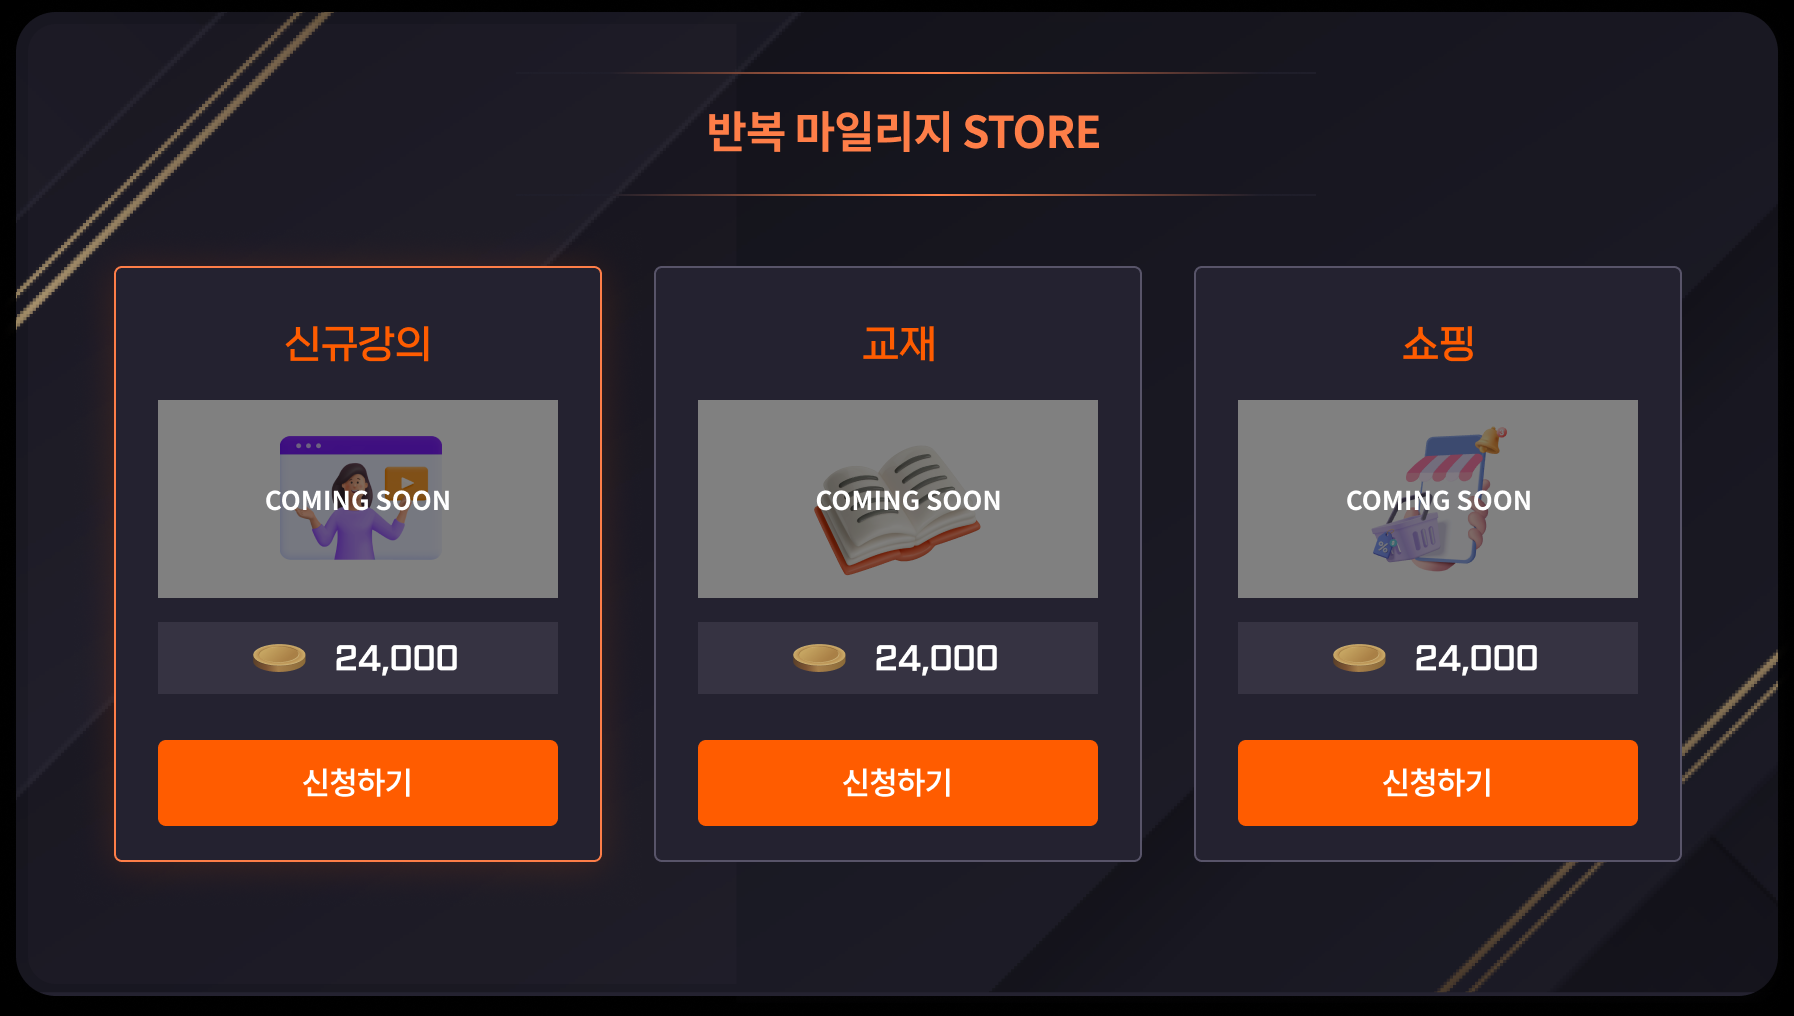 반복 마일리지 STORE
신규강의
COMING SOON
24,000
신청하기
교재
COMING SOON
24,000
신청하기
쇼핑
COMING SOON
%
24,000
신청하기